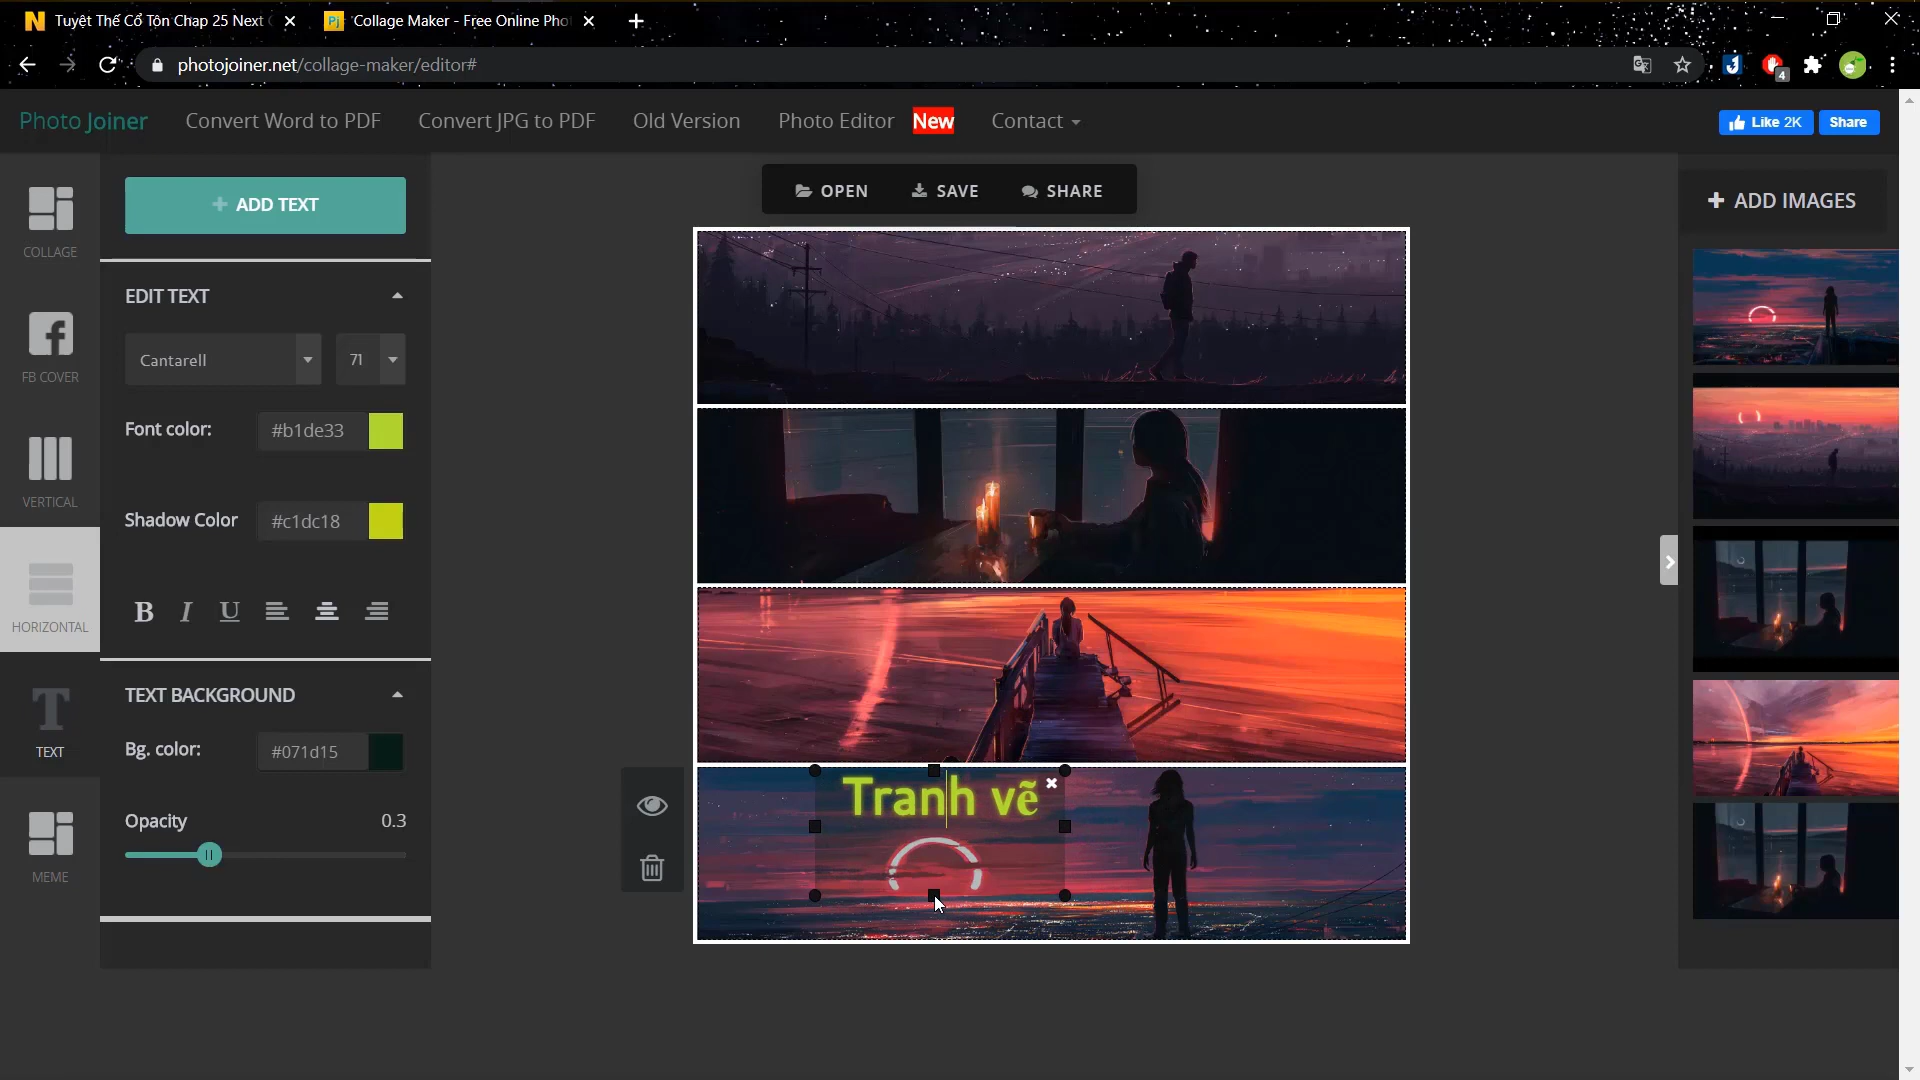 Tuyệt Thế Cổ Tôn Chap 25 Next
Collage Maker - Free Online Pho
photojoiner.net/collage-maker/editor#
4
Photo Joiner
Convert Word to PDF
Convert JPG to PDF
Old Version
Photo Editor New
Contact
Like 2K
Share
COLLAGE
FB COVER
VERTICAL
HORIZONTAL
TEXT
MEME
+ ADD TEXT
EDIT TEXT
Cantarell
71
Font color:
#b1de33
Shadow Color
#c1dc18
B I U
TEXT BACKGROUND
Bg. color:
#071d15
Opacity
0.3
OPEN
SAVE
SHARE
Tranh vẽ
+ ADD IMAGES